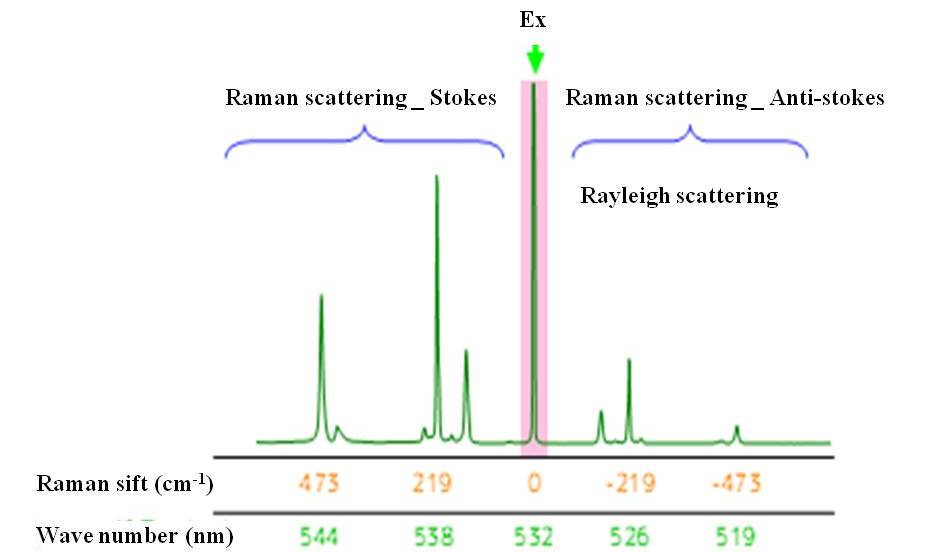 Ex
Raman scattering _ Stokes
Raman scattering _ Anti-stokes
Rayleigh scattering
Raman sift (cm-1) 473 219 0 -219 -473
Wave number (nm) 544 538 532 526 519